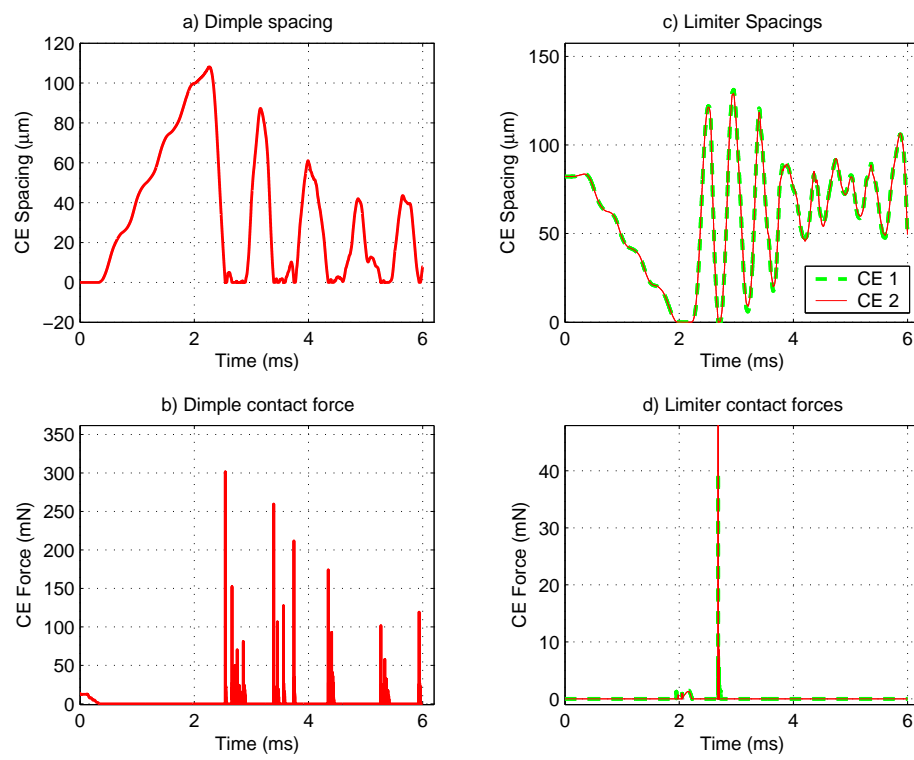 a) Dimple spacing
120
100
80
60
40
20
0
−20
CE Spacing (µm)
0 2 4 6
Time (ms)
c) Limiter Spacings
150
100
50
0
CE Spacing (µm)
CE 1
CE 2
0 2 4 6
Time (ms)
b) Dimple contact force
350
300
250
200
150
100
50
0
CE Force (mN)
0 2 4 6
Time (ms)
d) Limiter contact forces
40
30
20
10
0
CE Force (mN)
0 2 4 6
Time (ms)